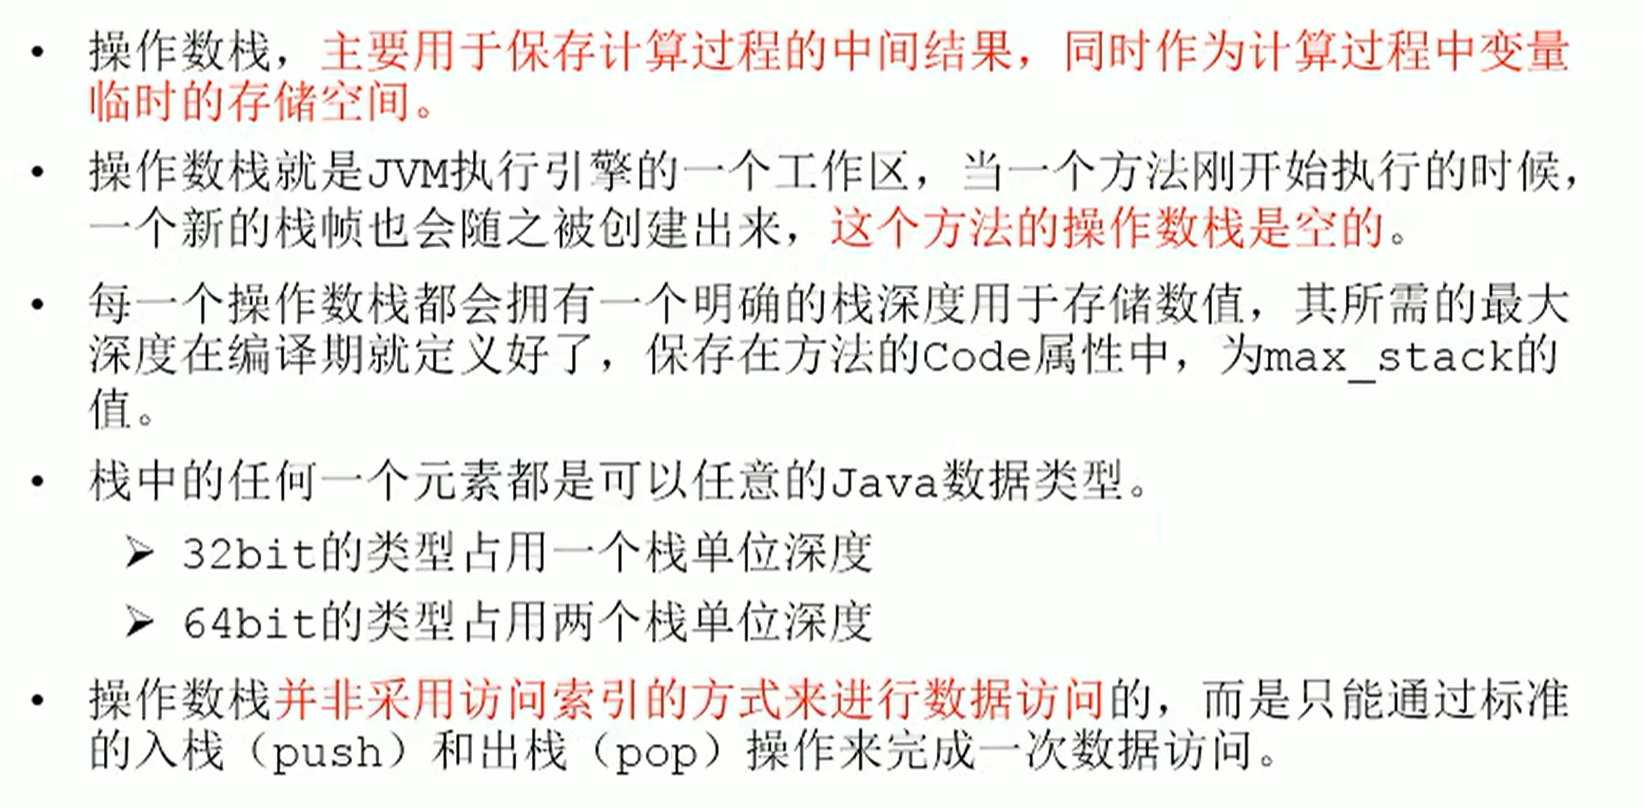 • 操作数栈，主要用于保存计算过程的中间结果，同时作为计算过程中变量
临时的存储空间。
• 操作数栈就是JVM执行引擎的一个工作区，当一个方法刚开始执行的时候，
一个新的栈帧也会随之被创建出来，这个方法的操作数栈是空的。
• 每一个操作数栈都会拥有一个明确的栈深度用于存储数值，其所需的最大
深度在编译期就定义好了，保存在方法的Code属性中，为max_stack的
值。
• 栈中的任何一个元素都是可以任意的Java数据类型。
➢ 32bit的类型占用一个栈单位深度
➢ 64bit的类型占用两个栈单位深度
• 操作数栈并非采用访问索引的方式来进行数据访问的，而是只能通过标准
的入栈（push）和出栈（pop）操作来完成一次数据访问。